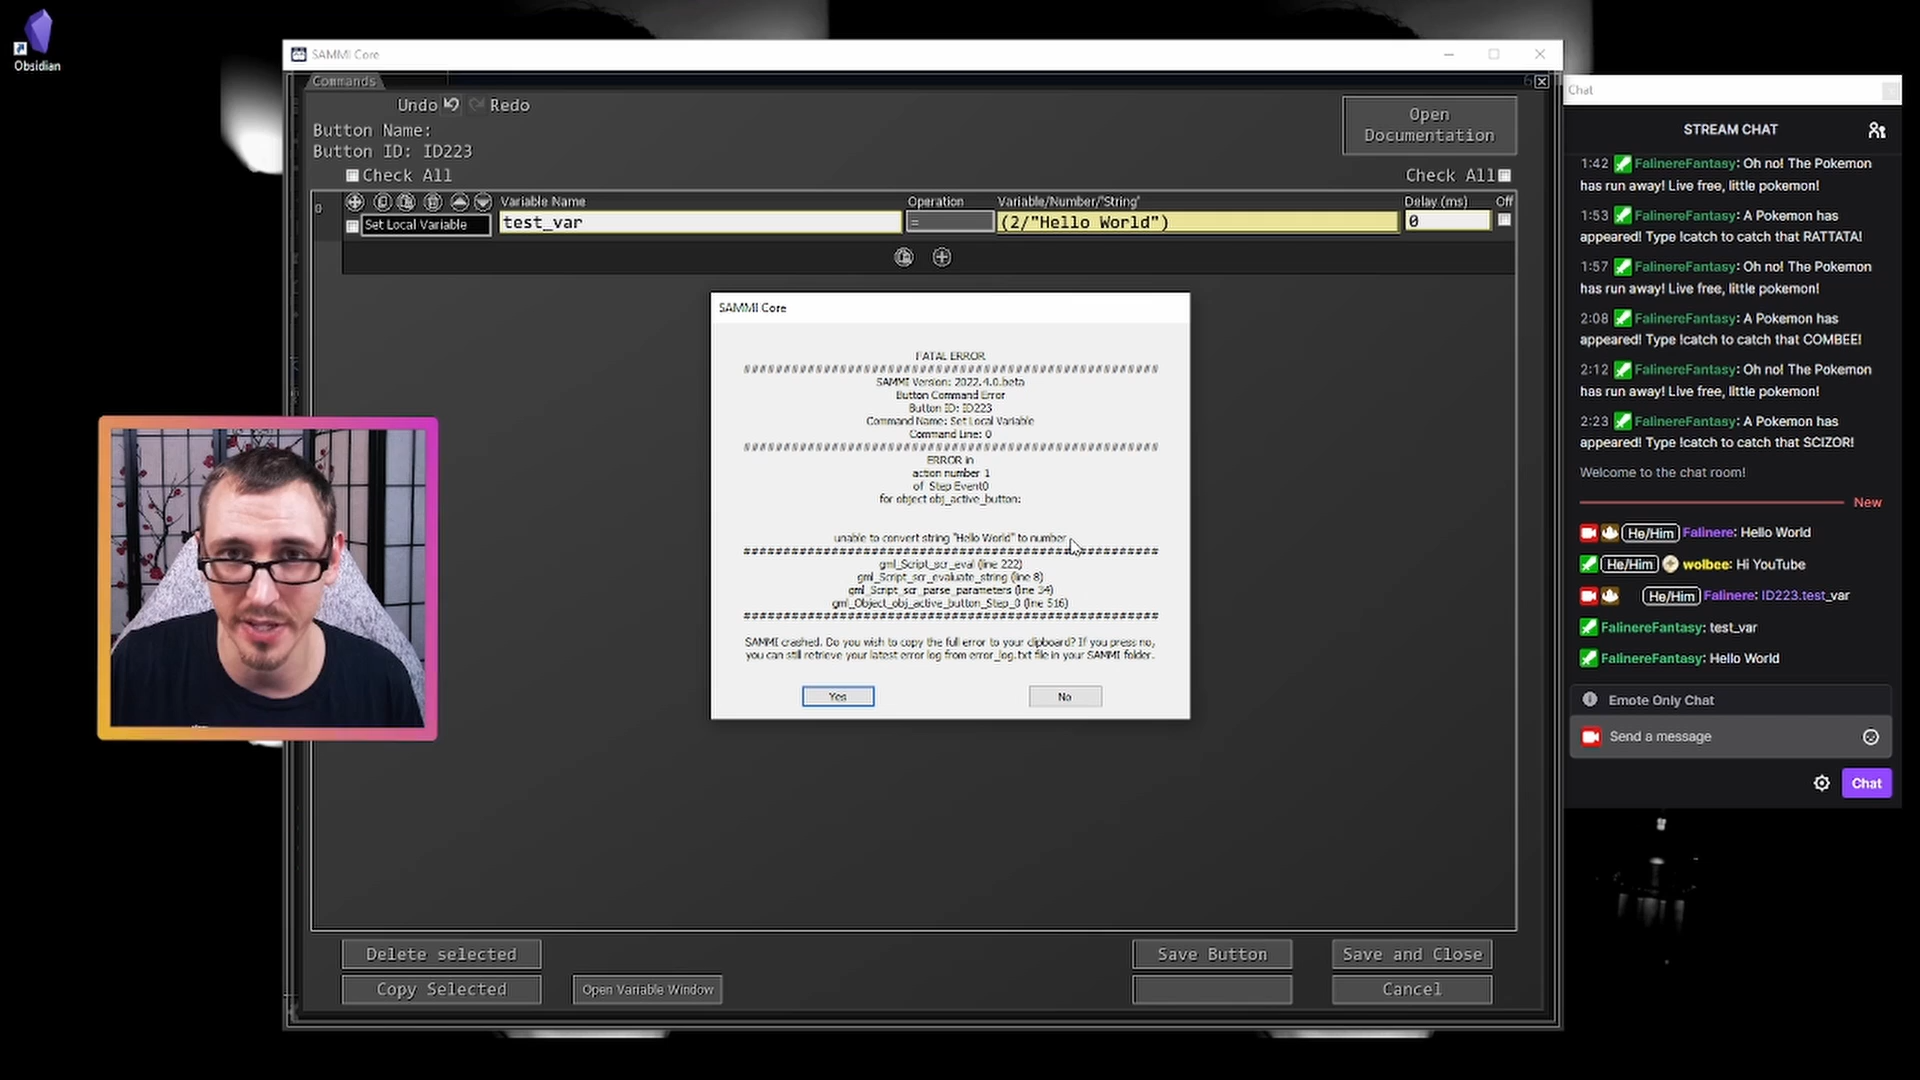 Obsidian
SAMMI Core
Commands
Undo Redo
Button Name:
Button ID: ID223
Open
Documentation
Check All
Check All
Variable Name
Operation
Variable/Number/"String"
Delay (ms)
Off
0
Set Local Variable
test_var
=
(2/"Hello World")
0
SAMMI Core
FATAL ERROR
SAMMI Version: 2022.4.0.beta
Button Command Error
Button ID: ID223
Command Name: Set Local Variable
Command Line: 0
ERROR in
action number 1
of Step Event0
for object obj_active_button:
unable to convert string "Hello World" to number
gml_Script_scr_eval (line 222)
gml_Script_scr_evaluate_string (line 8)
gml_Script_scr_parse_parameters (line 34)
gml_Object_obj_active_button_Step_0 (line 516)
SAMMI crashed. Do you wish to copy the full error to your clipboard? If you press no,
you can still retrieve your latest error log from error_log.txt file in your SAMMI folder.
Yes
No
Delete selected
Copy Selected
Open Variable Window
Save Button
Save and Close
Cancel
Chat
STREAM CHAT
1:42 FalinereFantasy: Oh no! The Pokemon
has run away! Live free, little pokemon!
1:53 FalinereFantasy: A Pokemon has
appeared! Type !catch to catch that RATTATA!
1:57 FalinereFantasy: Oh no! The Pokemon
has run away! Live free, little pokemon!
2:08 FalinereFantasy: A Pokemon has
appeared! Type !catch to catch that COMBEE!
2:12 FalinereFantasy: Oh no! The Pokemon
has run away! Live free, little pokemon!
2:23 FalinereFantasy: A Pokemon has
appeared! Type !catch to catch that SCIZOR!
Welcome to the chat room!
New
He/Him Falinere: Hello World
He/Him wolbee: Hi YouTube
He/Him Falinere: ID223.test_var
FalinereFantasy: test_var
FalinereFantasy: Hello World
Emote Only Chat
Send a message
Chat